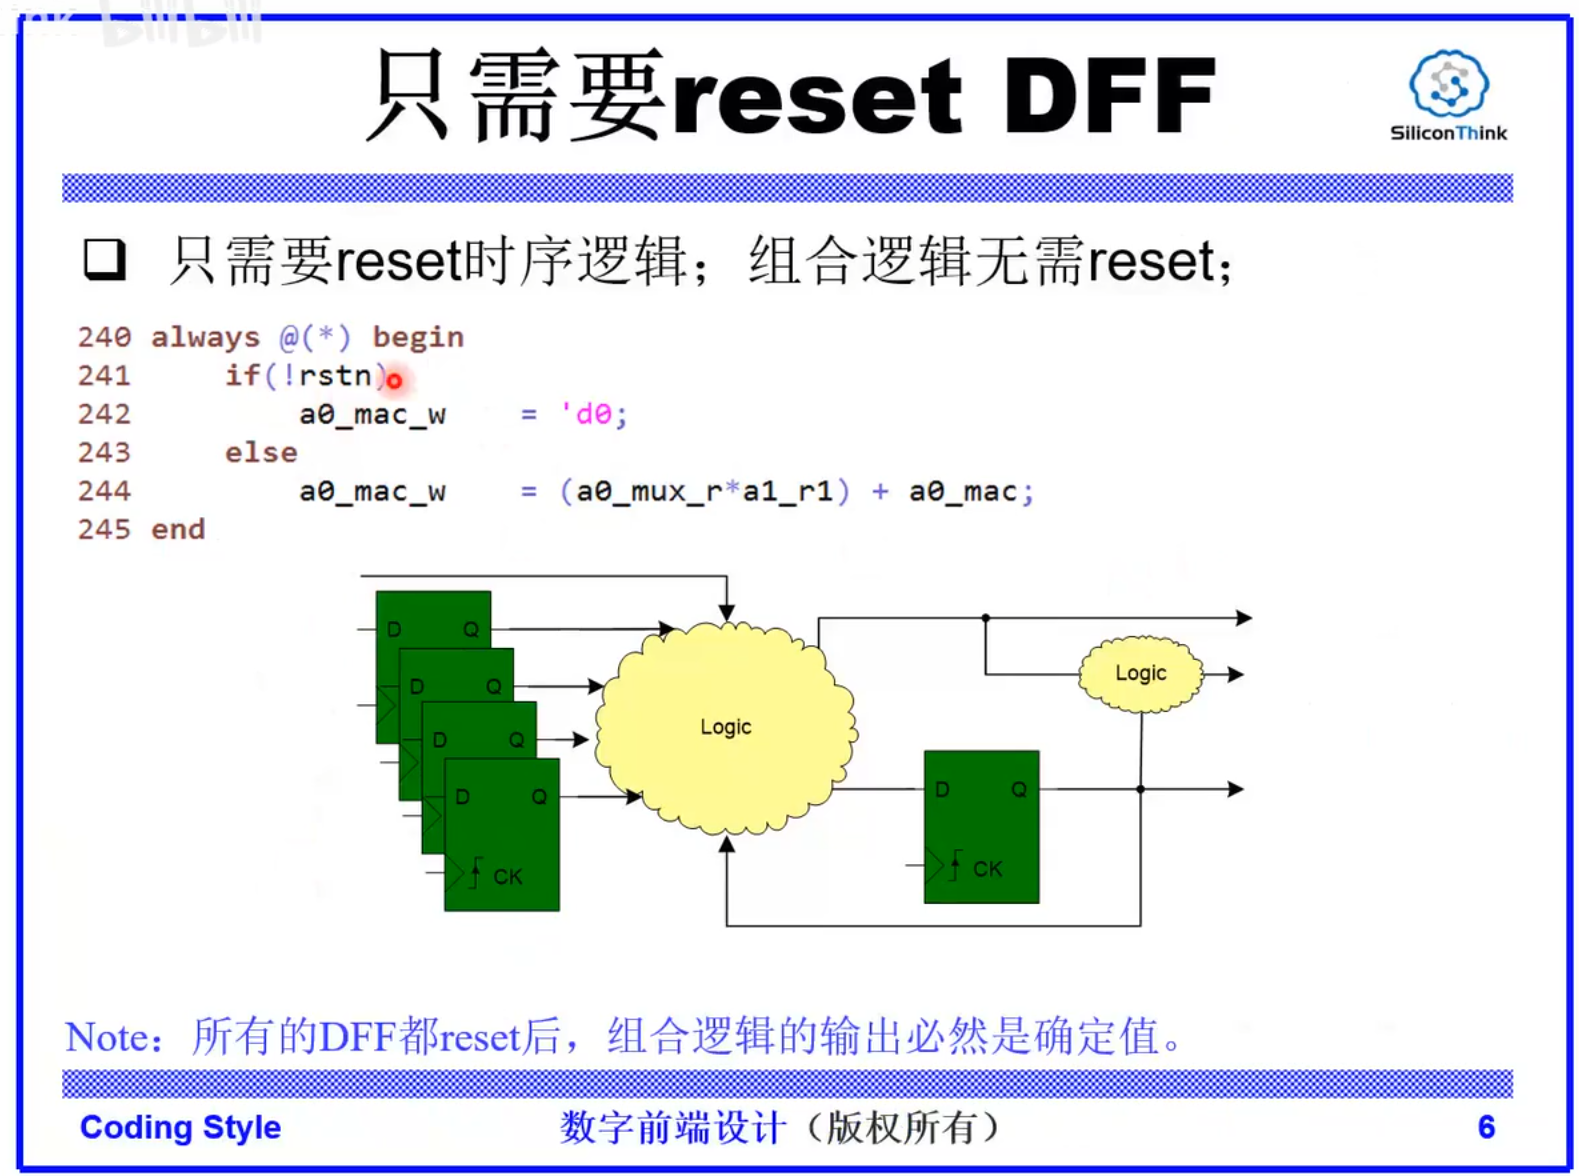 bilibili
只需要reset DFF
SiliconThink
只需要reset时序逻辑；组合逻辑无需reset；
240 always @(*) begin
241 if(!rstn)
242 a0_mac_w = 'd0;
243 else
244 a0_mac_w = (a0_mux_r*a1_r1) + a0_mac;
245 end
D Q
D Q
D Q
D Q
CK
Logic
Logic
D Q
CK
Note：所有的DFF都reset后，组合逻辑的输出必然是确定值。
Coding Style
数字前端设计（版权所有）
6